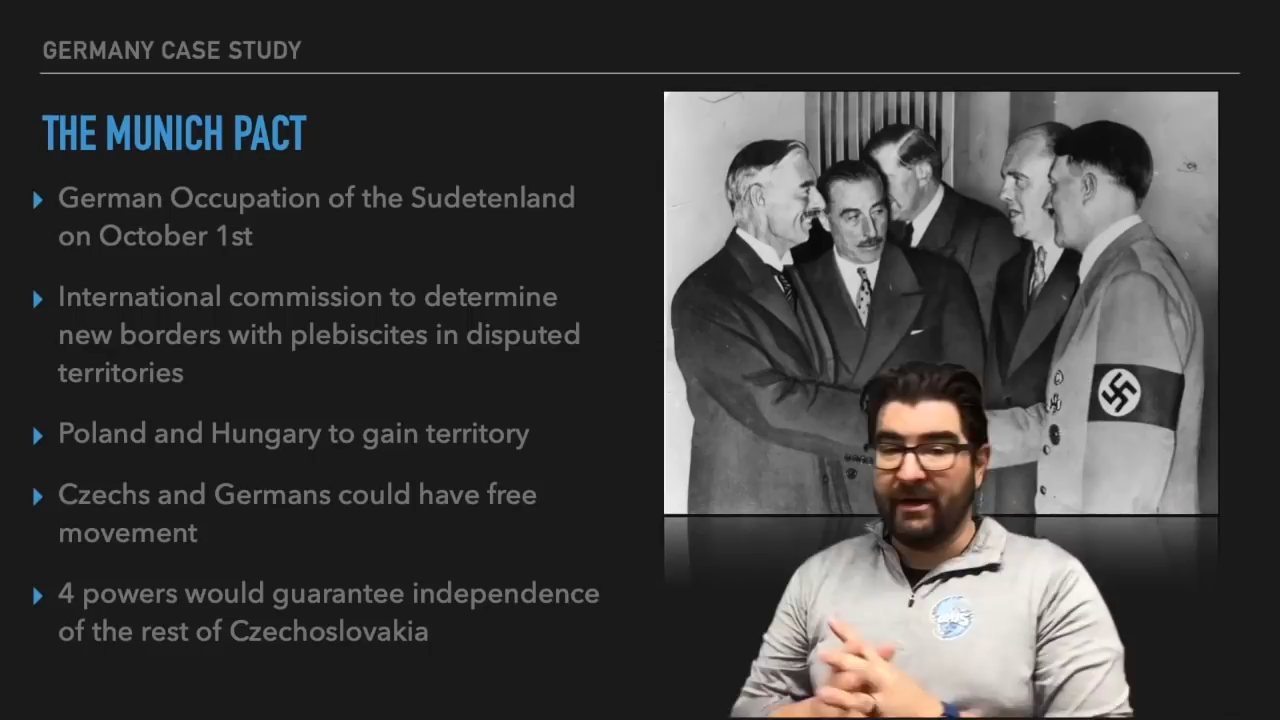 GERMANY CASE STUDY
THE MUNICH PACT
German Occupation of the Sudetenland
on October 1st
International commission to determine
new borders with plebiscites in disputed
territories
Poland and Hungary to gain territory
Czechs and Germans could have free
movement
4 powers would guarantee independence
of the rest of Czechoslovakia